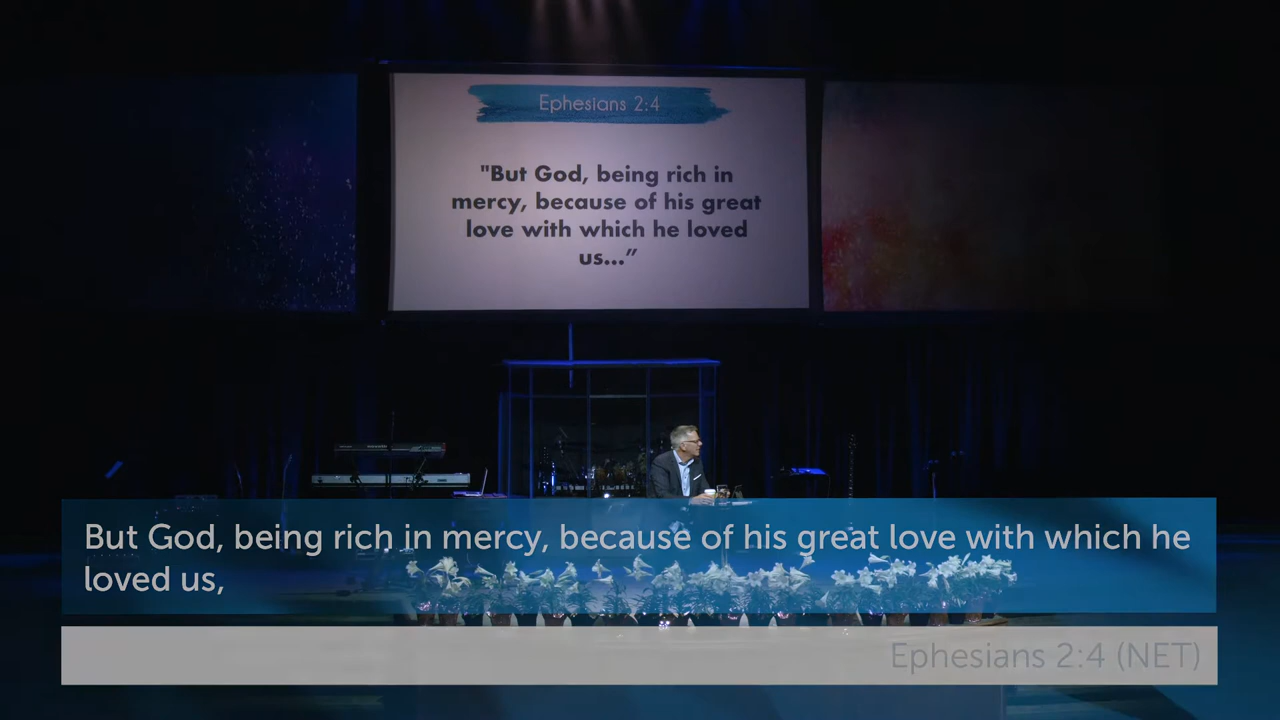 Ephesians 2:4
"But God, being rich in
mercy, because of his great
love with which he loved
us...”
But God, being rich in mercy, because of his great love with which he
loved us,
Ephesians 2:4 (NET)